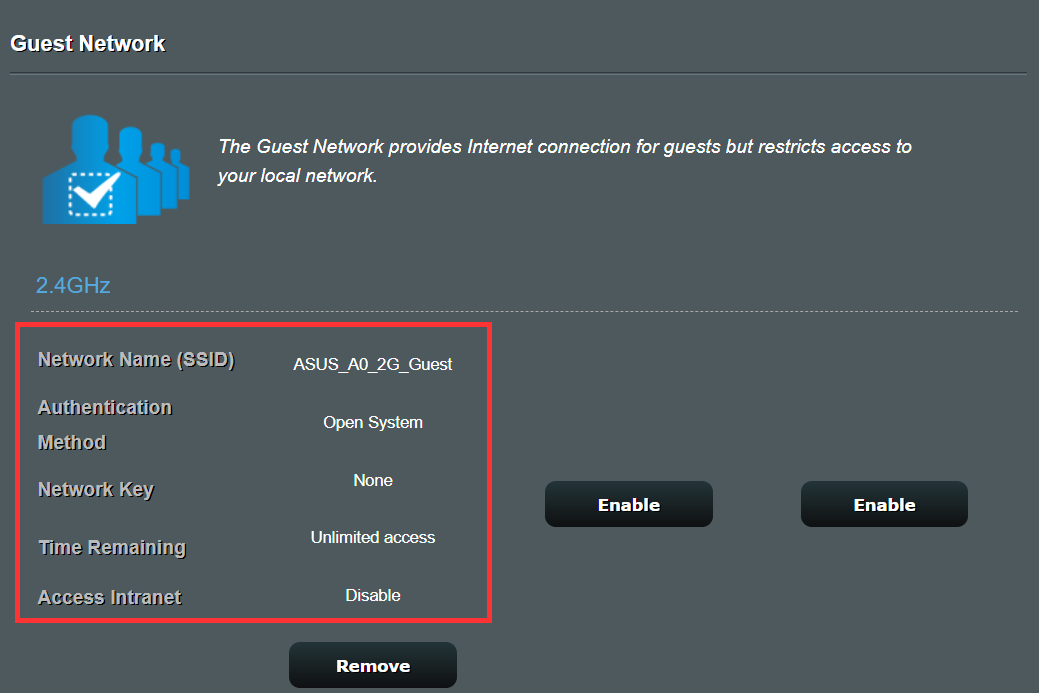 Guest Network
The Guest Network provides Internet connection for guests but restricts access to
your local network.
2.4GHz
Network Name (SSID) ASUS_A0_2G_Guest
Authentication
Method Open System
Network Key None
Enable Enable
Time Remaining Unlimited access
Access Intranet Disable
Remove